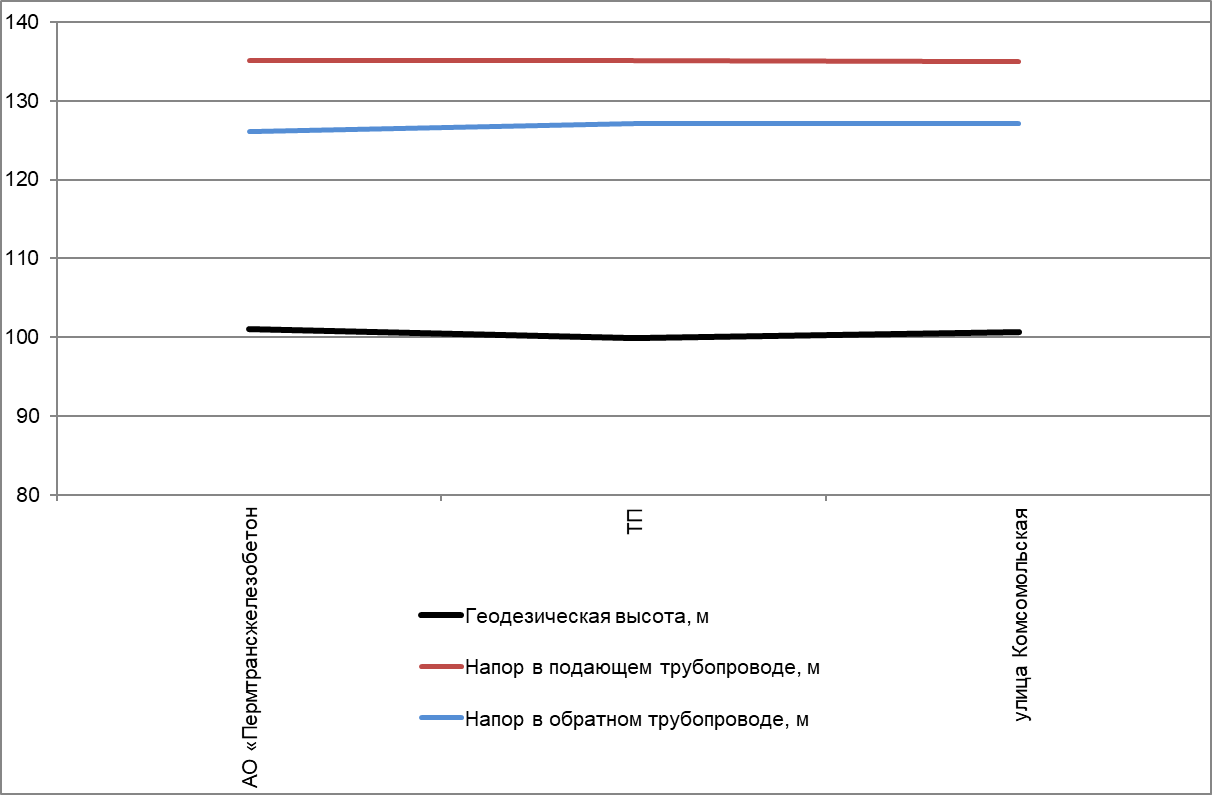 140
130
120
110
100
90
80
АО «Пермтрансжелезобетон
ТП
улица Комсомольская
Геодезическая высота, м
Напор в подающем трубопроводе, м
Напор в обратном трубопроводе, м